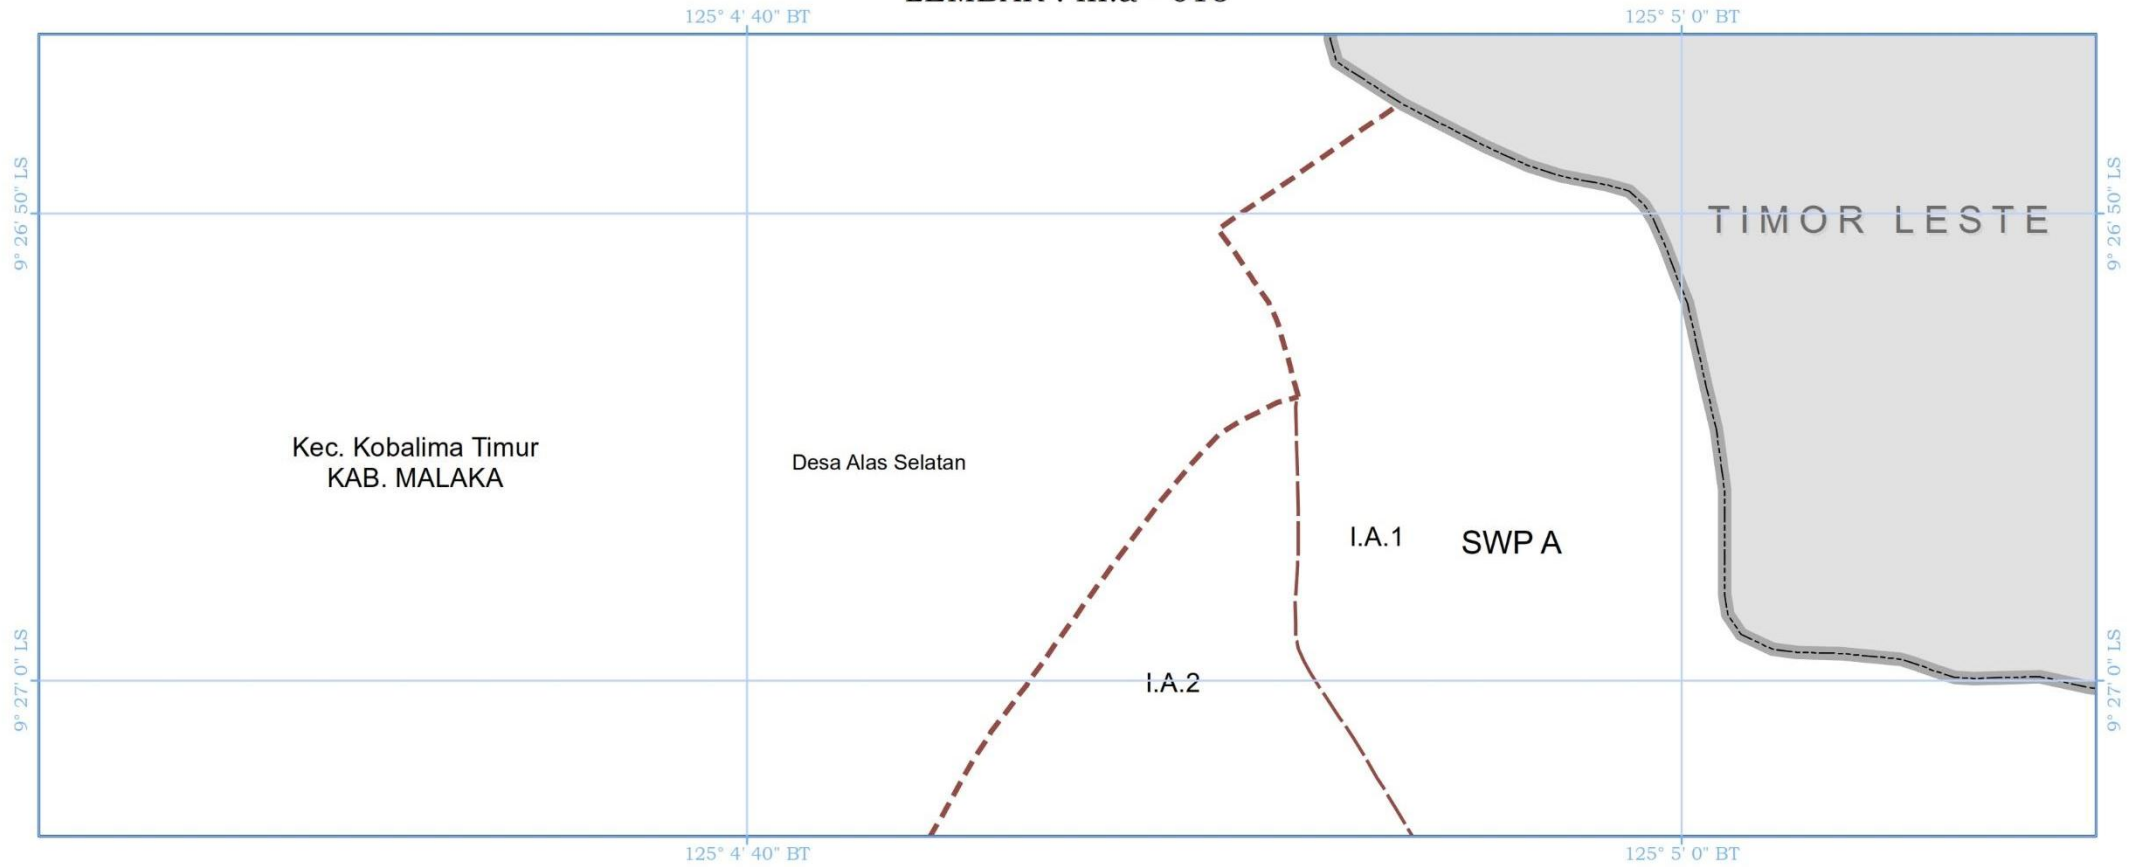 125° 4' 40" BT
125° 5' 0" BT
9° 26' 50" LS
9° 26' 50" LS
TIMOR LESTE
Kec. Kobalima Timur
KAB. MALAKA
Desa Alas Selatan
I.A.1
SWP A
I.A.2
9° 27' 0" LS
9° 27' 0" LS
125° 4' 40" BT
125° 5' 0" BT